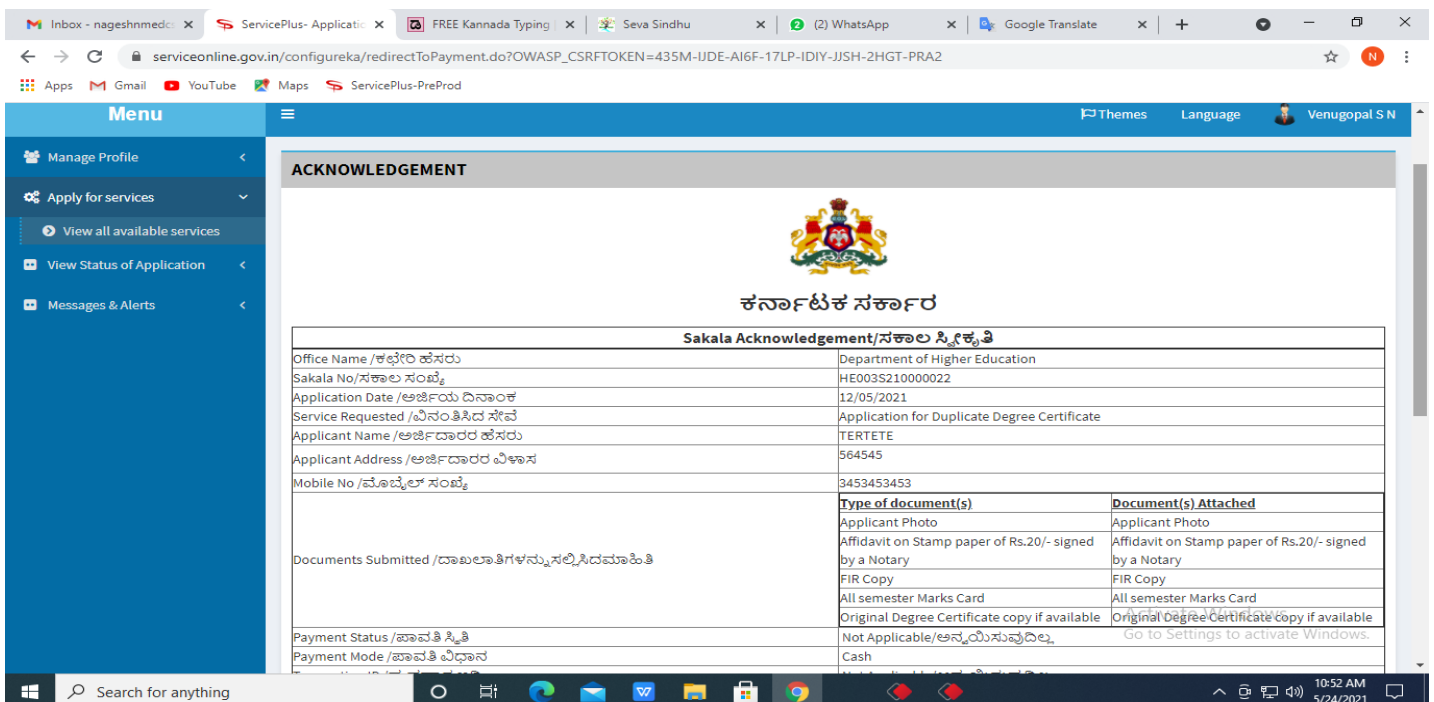 Inbox - nageshnmedcs
ServicePlus- Applicatio
FREE Kannada Typing
Seva Sindhu
(2) WhatsApp
Google Translate
serviceonline.gov.in/configureka/redirectToPayment.do?OWASP_CSRFTOKEN=435M-IJDE-AI6F-17LP-IDIY-JJSH-2HGT-PRA2
N
Apps Gmail YouTube Maps ServicePlus-PreProd
Menu
Themes Language Venugopal S N
Manage Profile
Apply for services
View all available services
View Status of Application
Messages & Alerts
ACKNOWLEDGEMENT
ಕರ್ನಾಟಕ ಸರ್ಕಾರ
Sakala Acknowledgement/ಸಕಾಲ ಸ್ವೀಕೃತಿ
Office Name /ಕಛೇರಿ ಹೆಸರು Department of Higher Education
Sakala No/ಸಕಾಲ ಸಂಖ್ಯೆ HE003S210000022
Application Date /ಅರ್ಜಿಯ ದಿನಾಂಕ 12/05/2021
Service Requested /ವಿನಂತಿಸಿದ ಸೇವೆ Application for Duplicate Degree Certificate
Applicant Name /ಅರ್ಜಿದಾರರ ಹೆಸರು TERTETE
Applicant Address /ಅರ್ಜಿದಾರರ ವಿಳಾಸ 564545
Mobile No /ಮೊಬೈಲ್ ಸಂಖ್ಯೆ 3453453453
Documents Submitted /ದಾಖಲಾತಿಗಳನ್ನು ಸಲ್ಲಿಸಿದಮಾಹಿತಿ
Type of document(s) Document(s) Attached
Applicant Photo Applicant Photo
Affidavit on Stamp paper of Rs.20/- signed Affidavit on Stamp paper of Rs.20/- signed
by a Notary by a Notary
FIR Copy FIR Copy
All semester Marks Card All semester Marks Card
Original Degree Certificate copy if available Original Degree Certificate copy if available
Activate Windows
Go to Settings to activate Windows.
Payment Status /ಪಾವತಿ ಸ್ಥಿತಿ Not Applicable/ಅನ್ವಯಿಸುವುದಿಲ್ಲ
Payment Mode /ಪಾವತಿ ವಿಧಾನ Cash
Search for anything
10:52 AM
5/24/2021